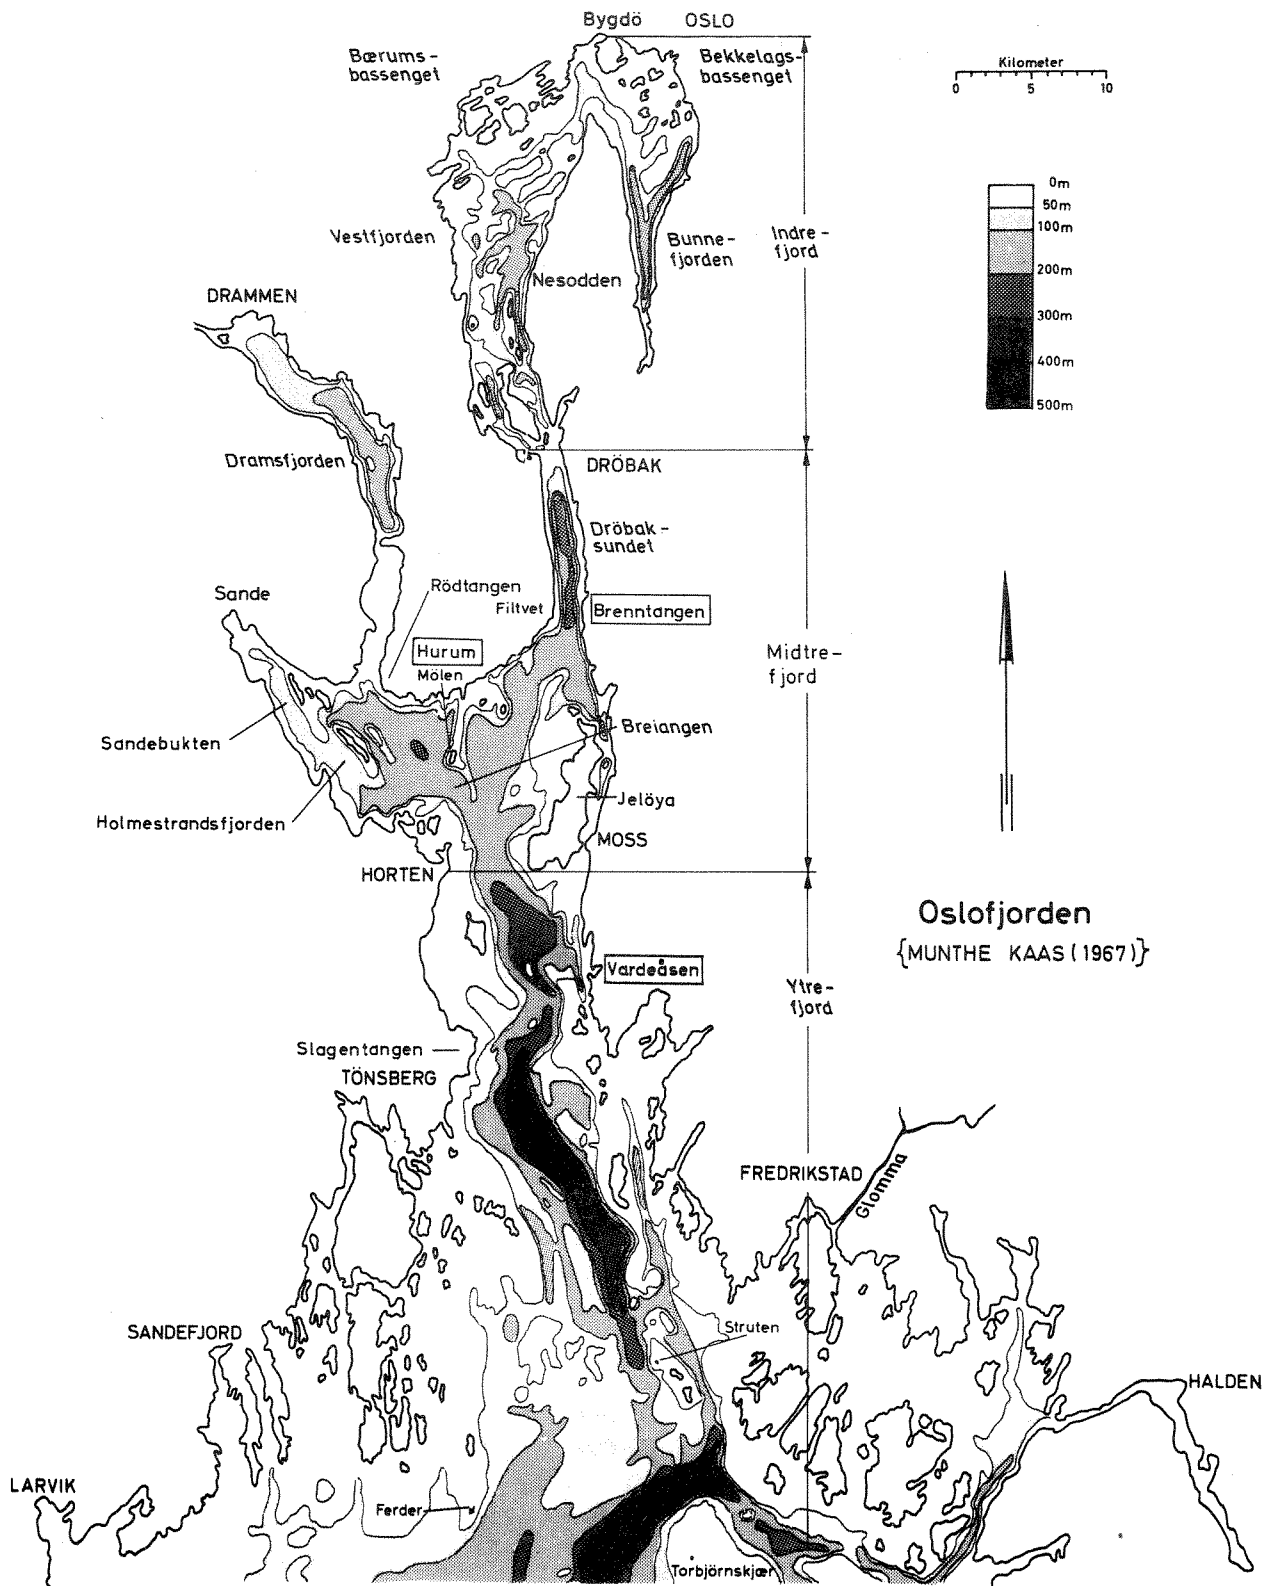 Bygdö OSLO
Bærums-
bassenget
Bekkelags-
bassenget
Kilometer
0 5 10
0m
50m
100m
200m
300m
400m
500m
Vestfjorden
Bunne-
fjorden
Indre-
fjord
Nesodden
DRAMMEN
Dramsfjorden
DRÖBAK
Dröbak-
sundet
Sande
Rödtangen
Filtvet
Brenntangen
Hurum
Mölen
Midtre-
fjord
Sandebukten
Breiangen
Holmestrandsfjorden
Jelöya
MOSS
HORTEN
Oslofjorden
{MUNTHE KAAS (1967)}
Vardeåsen
Ytre-
fjord
Slagentangen
TÖNSBERG
FREDRIKSTAD
Glomma
SANDEFJORD
Struten
HALDEN
LARVIK
Ferder
Torbjörnskjær